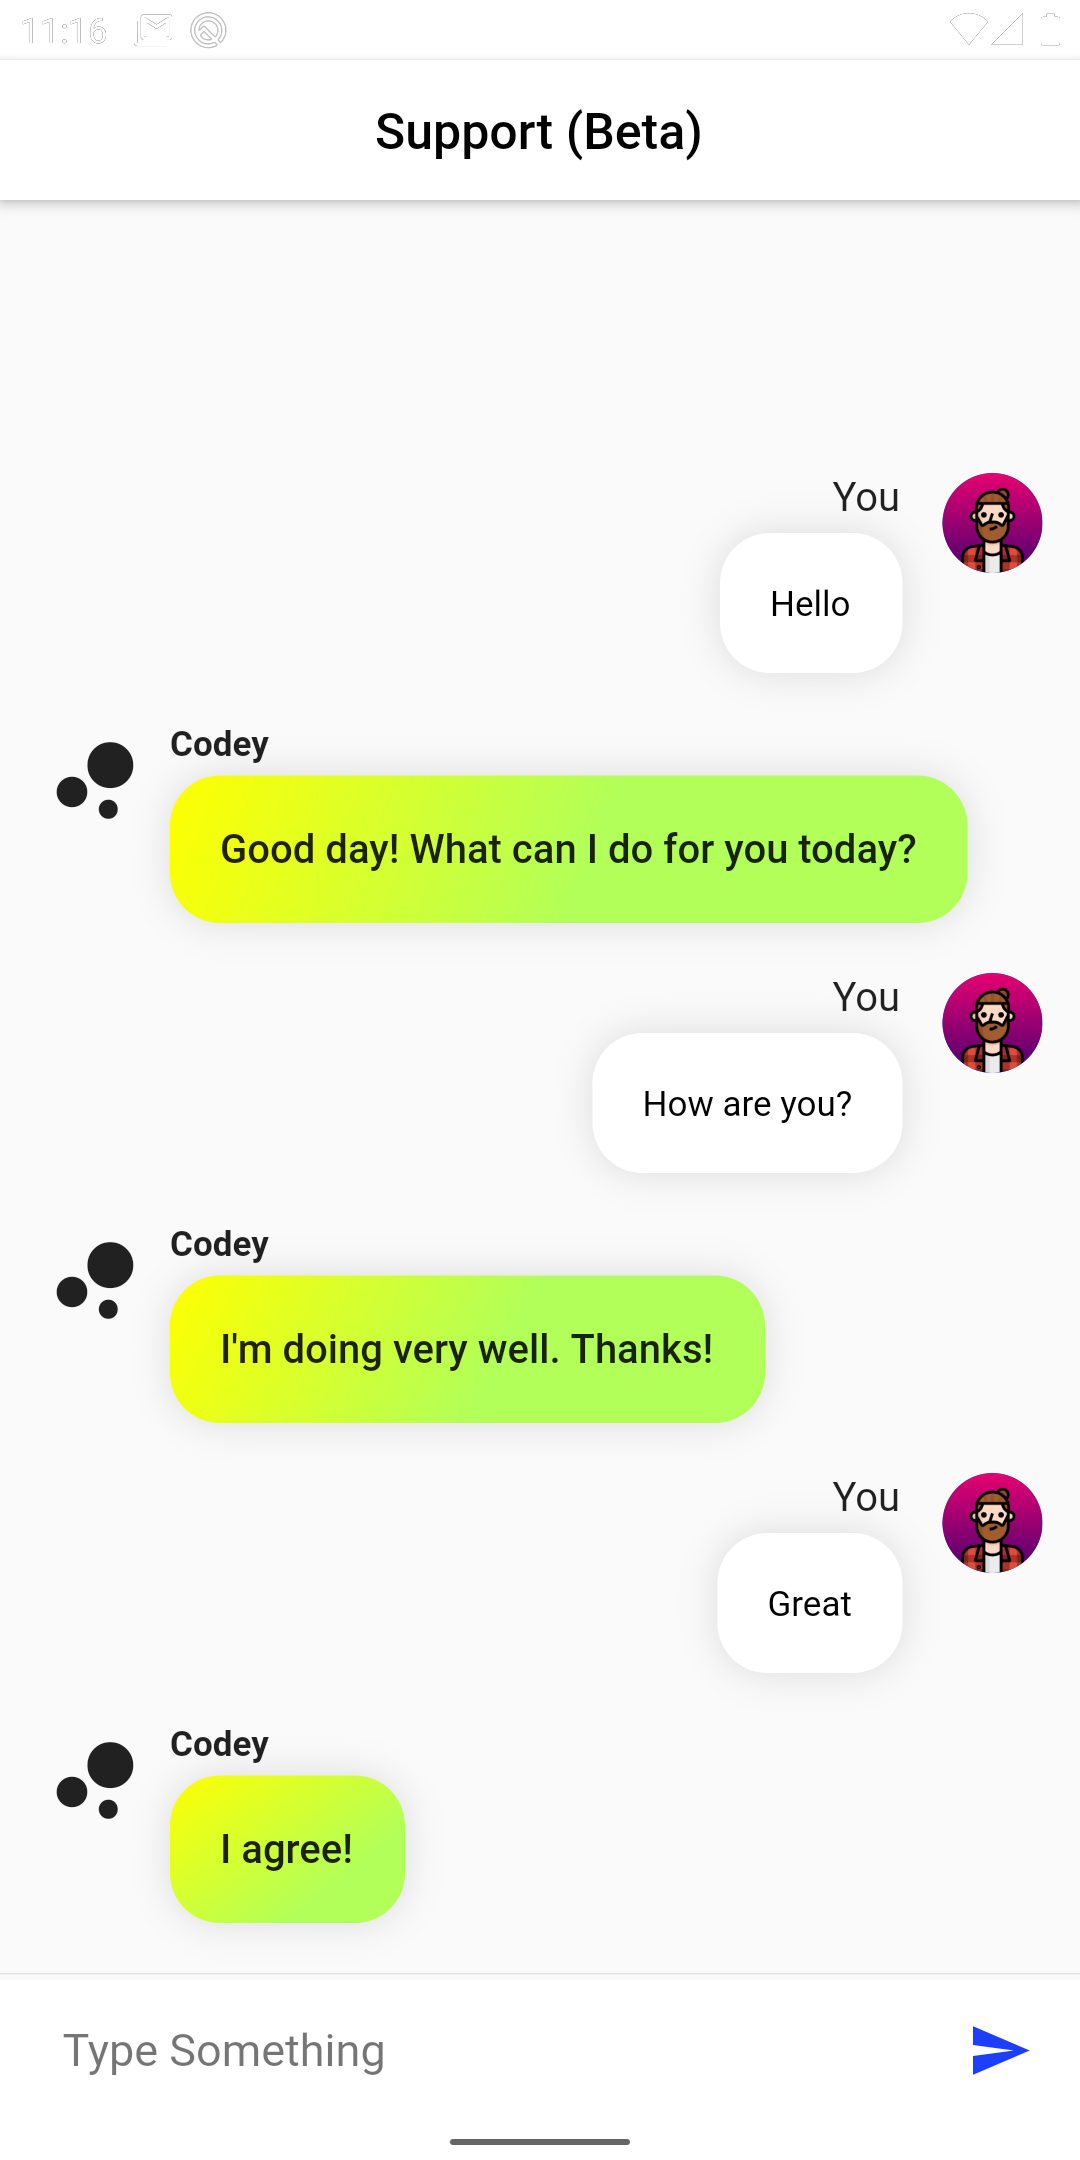 11:16
Support (Beta)
You
Hello
Codey
Good day! What can I do for you today?
You
How are you?
Codey
I'm doing very well. Thanks!
You
Great
Codey
I agree!
Type Something